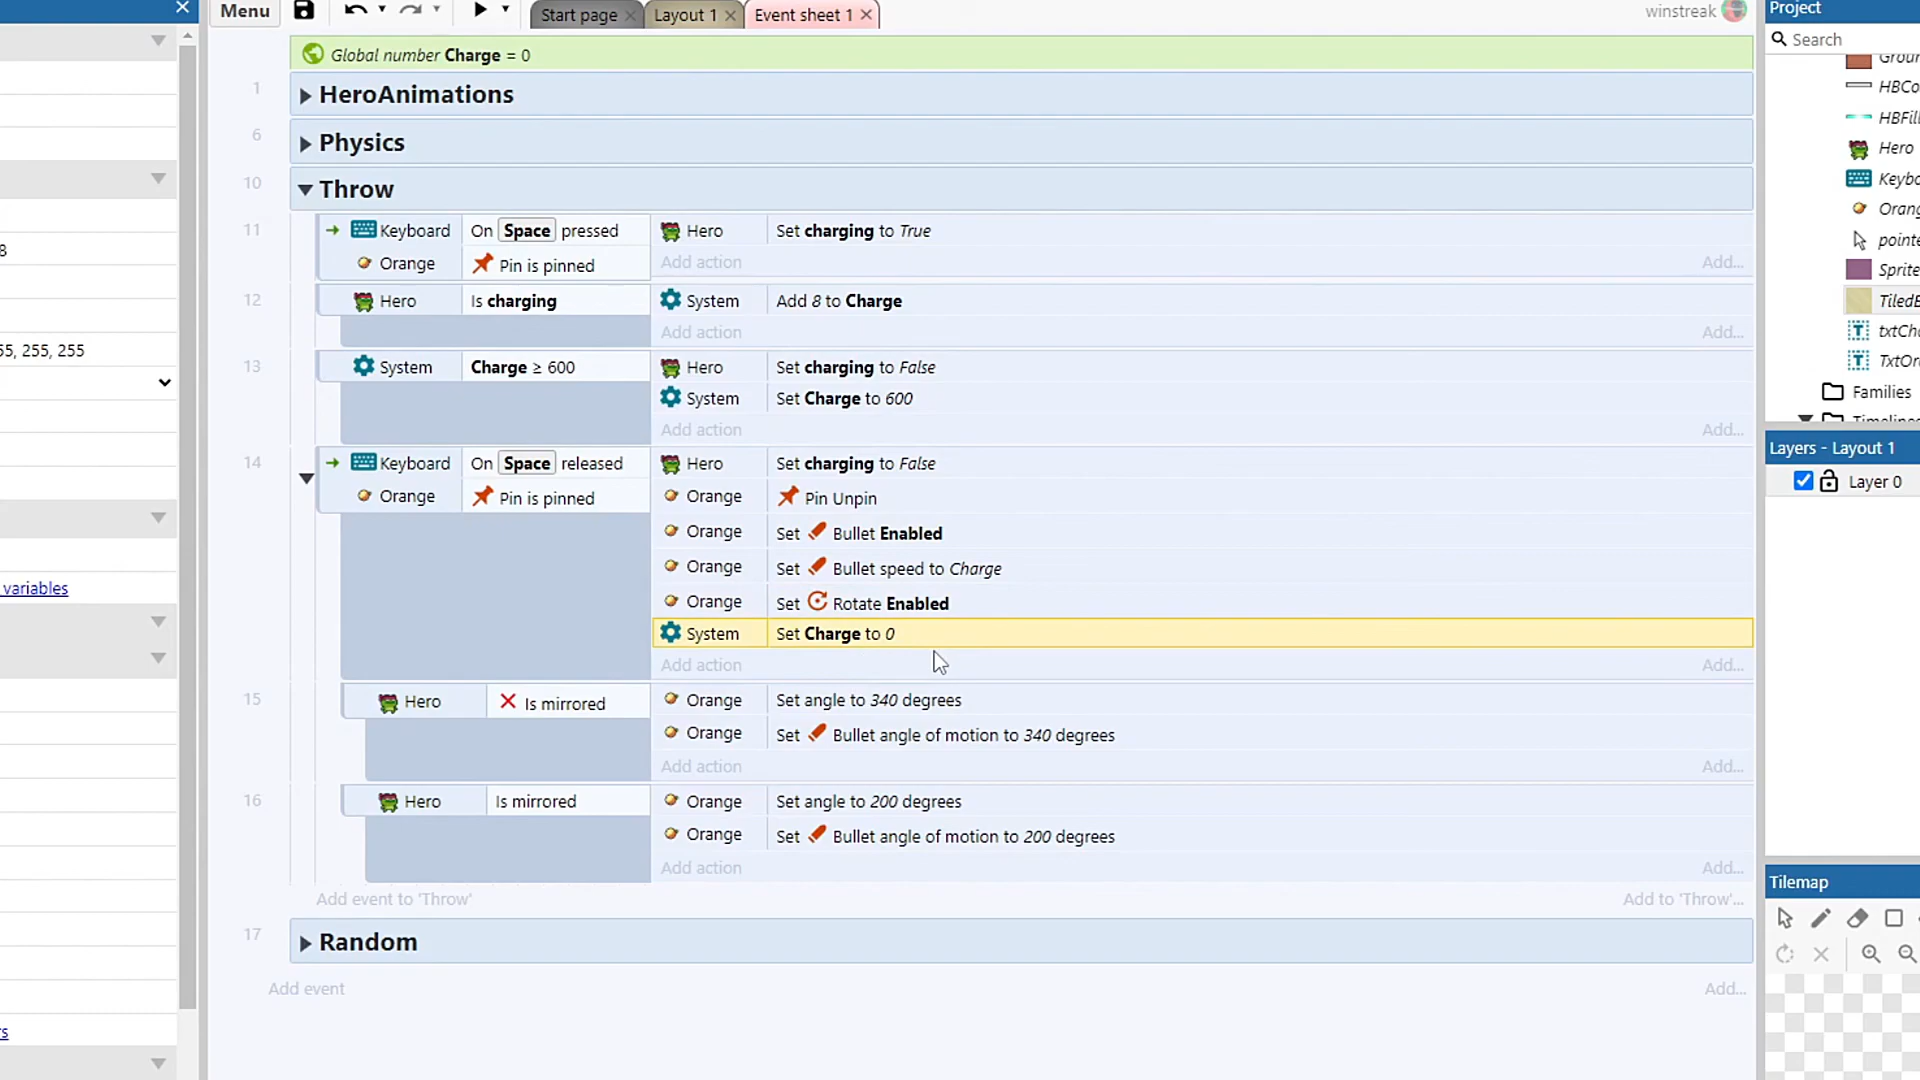 Menu
Start page
Layout 1
Event sheet 1
winstreak
Project
Search
Global number Charge = 0
1 HeroAnimations
6 Physics
10 Throw
11 Keyboard On Space pressed Hero Set charging to True
Orange Pin is pinned Add action Add...
12 Hero Is charging System Add 8 to Charge
Add action Add...
13 System Charge ≥ 600 Hero Set charging to False
System Set Charge to 600
Add action Add...
14 Keyboard On Space released Hero Set charging to False
Orange Pin is pinned Orange Pin Unpin
Orange Set Bullet Enabled
Orange Set Bullet speed to Charge
Orange Set Rotate Enabled
System Set Charge to 0
Add action Add...
15 Hero Is mirrored Orange Set angle to 340 degrees
Orange Set Bullet angle of motion to 340 degrees
Add action Add...
16 Hero Is mirrored Orange Set angle to 200 degrees
Orange Set Bullet angle of motion to 200 degrees
Add action Add...
Add event to 'Throw' Add to 'Throw'...
17 Random
Add event Add...
8
55, 255, 255
variables
rs
Groun
HBCo
HBFil
Hero
Keybo
Orang
pointe
Sprite
TiledB
txtCha
TxtOr
Families
Timelines
Layers - Layout 1
Layer 0
Tilemap